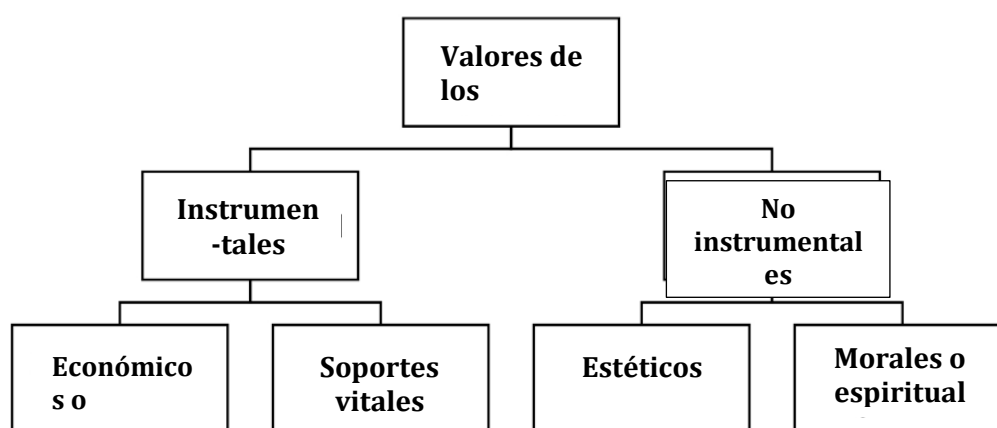 Valores de
los
Instrumen
-tales
No
instrumental
es
Económico
s o
Soportes
vitales
Estéticos
Morales o
espiritual